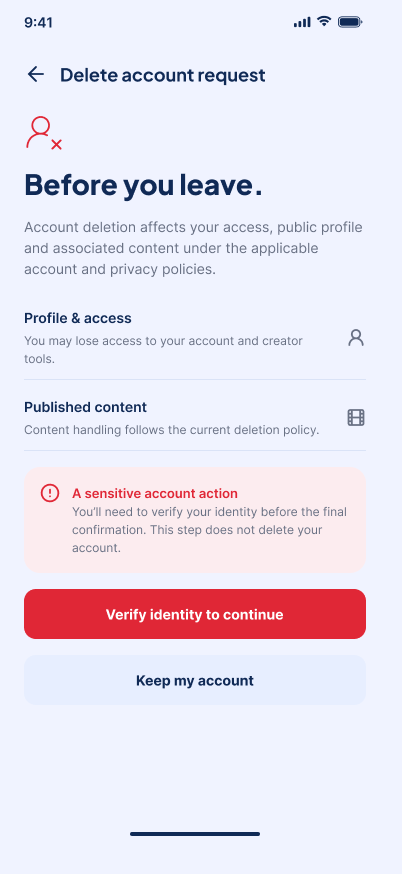 9:41
Delete account request
Before you leave.
Account deletion affects your access, public profile
and associated content under the applicable
account and privacy policies.
Profile & access
You may lose access to your account and creator
tools.
Published content
Content handling follows the current deletion policy.
A sensitive account action
You'll need to verify your identity before the final
confirmation. This step does not delete your
account.
Verify identity to continue
Keep my account